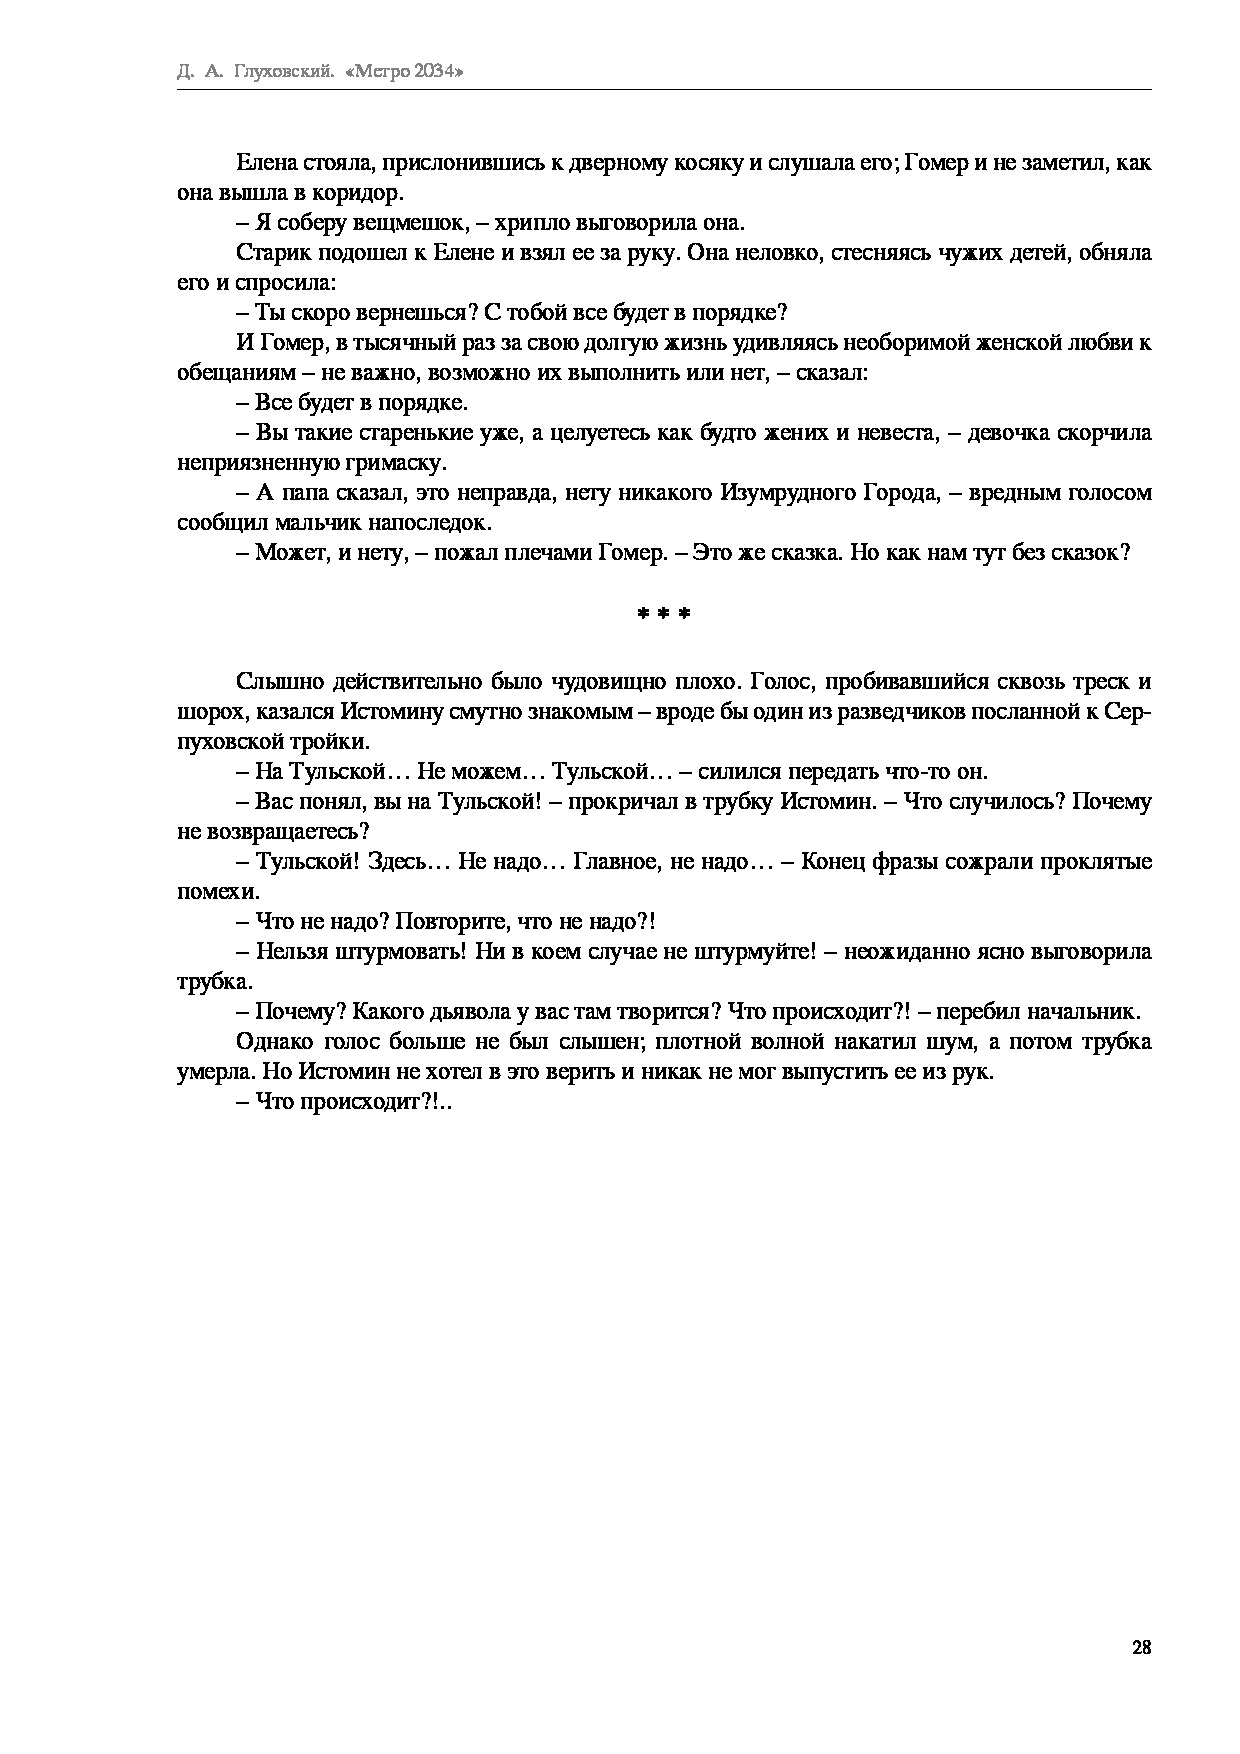 Д. А. Глуховский. «Метро 2034»
Елена стояла, прислонившись к дверному косяку и слушала его; Гомер и не заметил, как
она вышла в коридор.
– Я соберу вещмешок, – хрипло выговорила она.
Старик подошел к Елене и взял ее за руку. Она неловко, стесняясь чужих детей, обняла
его и спросила:
– Ты скоро вернешься? С тобой все будет в порядке?
И Гомер, в тысячный раз за свою долгую жизнь удивляясь необоримой женской любви к
обещаниям – не важно, возможно их выполнить или нет, – сказал:
– Все будет в порядке.
– Вы такие старенькие уже, а целуетесь как будто жених и невеста, – девочка скорчила
неприязненную гримаску.
– А папа сказал, это неправда, нету никакого Изумрудного Города, – вредным голосом
сообщил мальчик напоследок.
– Может, и нету, – пожал плечами Гомер. – Это же сказка. Но как нам тут без сказок?
* * *
Слышно действительно было чудовищно плохо. Голос, пробивавшийся сквозь треск и
шорох, казался Истомину смутно знакомым – вроде бы один из разведчиков посланной к Сер-
пуховской тройки.
– На Тульской… Не можем… Тульской… – силился передать что-то он.
– Вас понял, вы на Тульской! – прокричал в трубку Истомин. – Что случилось? Почему
не возвращаетесь?
– Тульской! Здесь… Не надо… Главное, не надо… – Конец фразы сожрали проклятые
помехи.
– Что не надо? Повторите, что не надо?!
– Нельзя штурмовать! Ни в коем случае не штурмуйте! – неожиданно ясно выговорила
трубка.
– Почему? Какого дьявола у вас там творится? Что происходит?! – перебил начальник.
Однако голос больше не был слышен; плотной волной накатил шум, а потом трубка
умерла. Но Истомин не хотел в это верить и никак не мог выпустить ее из рук.
– Что происходит?!..
28